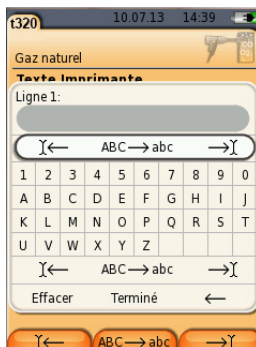 t320 10.07.13 14:39
Gaz naturel
Texte Imprimante
Ligne 1:
← ABC→abc →
1 2 3 4 5 6 7 8 9 0
A B C D E F G H I J
K L M N O P Q R S T
U V W X Y Z
← ABC→abc →
Effacer Terminé ←
← ABC→abc →